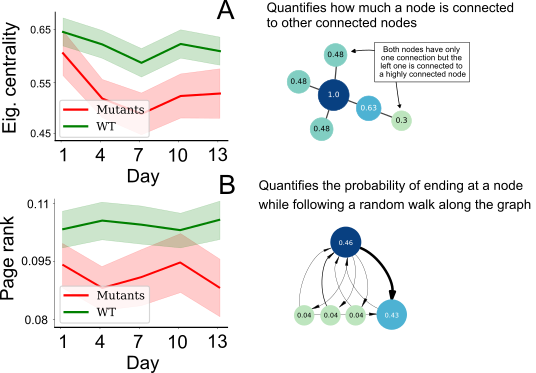 A
Eig. centrality
0.65
0.55
0.45
Mutants
WT
1 4 7 10 13
Day
Quantifies how much a node is connected
to other connected nodes
Both nodes have only
one connection but the
left one is connected to
a highly connected node
0.48
0.48
1.0
0.63
0.3
0.48
B
Page rank
0.11
0.095
0.08
Mutants
WT
1 4 7 10 13
Day
Quantifies the probability of ending at a node
while following a random walk along the graph
0.46
0.04 0.04 0.04 0.43